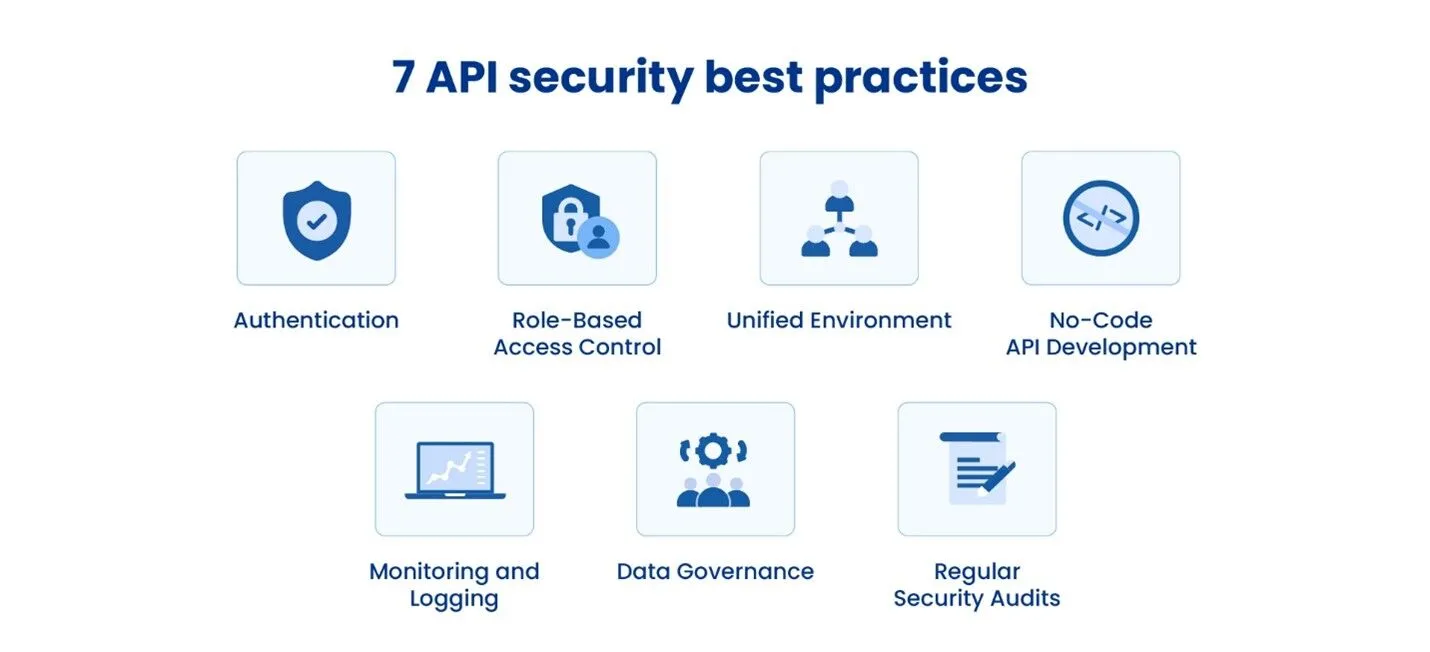 7 API security best practices
Authentication
Role-Based
Access Control
Unified Environment
No-Code
API Development
Monitoring and
Logging
Data Governance
Regular
Security Audits